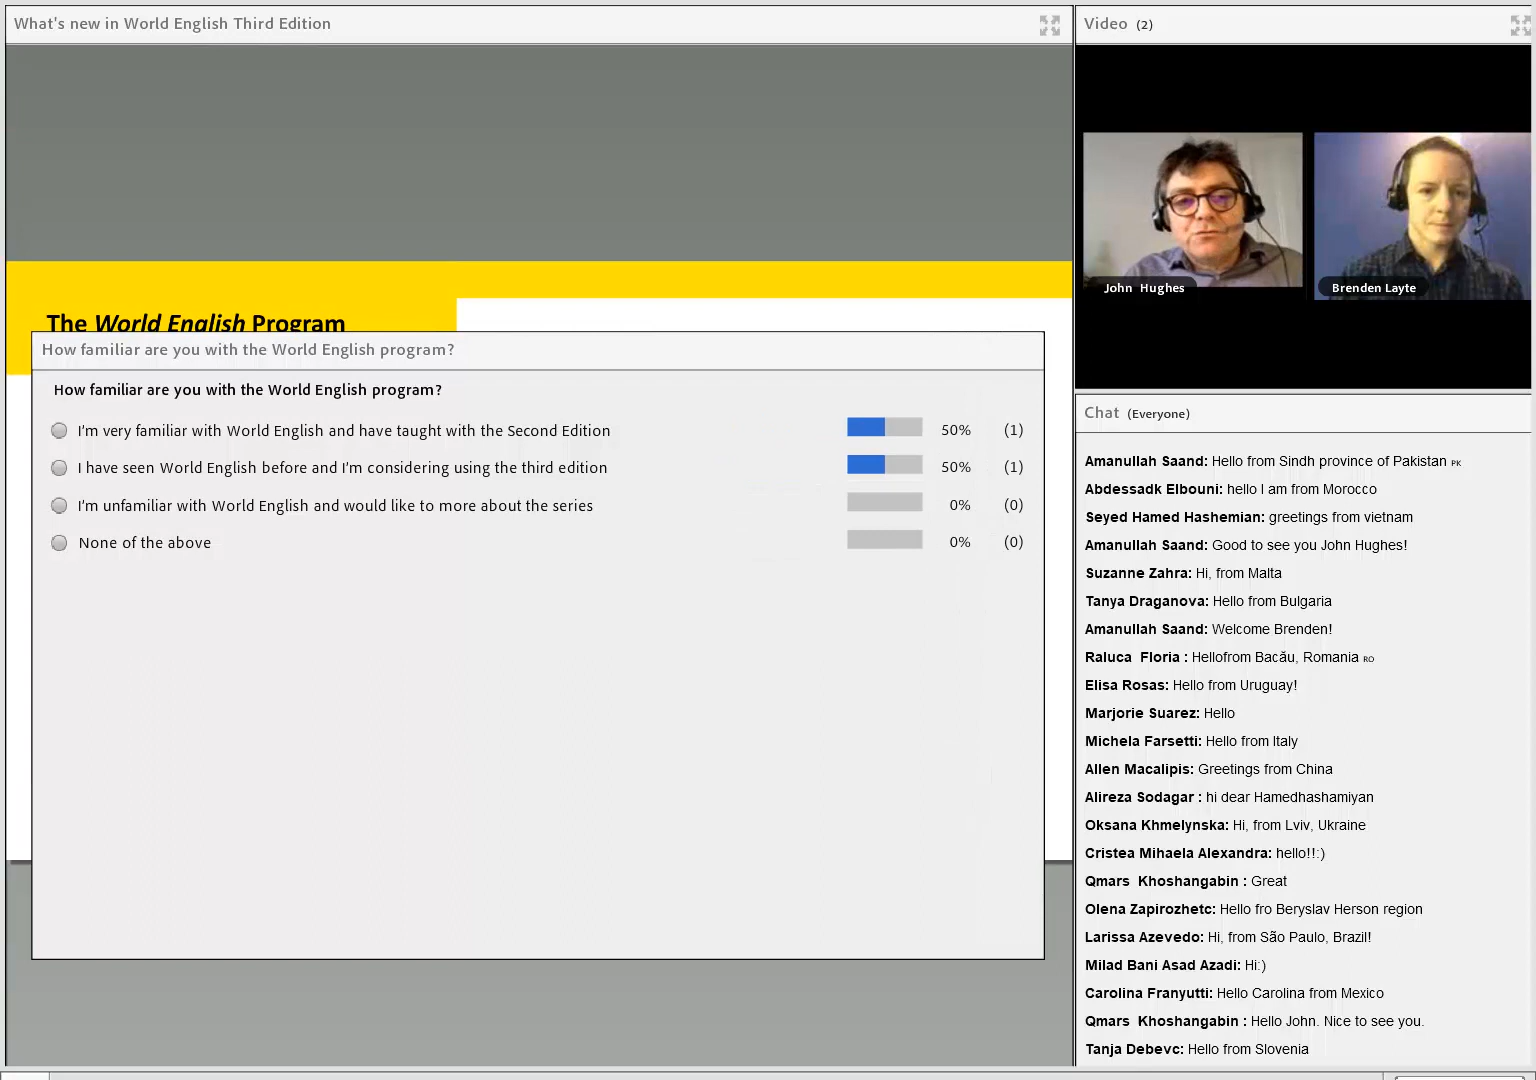 What's new in World English Third Edition
The World English Program
How familiar are you with the World English program?
How familiar are you with the World English program?
I'm very familiar with World English and have taught with the Second Edition 50% (1)
I have seen World English before and I'm considering using the third edition 50% (1)
I'm unfamiliar with World English and would like to more about the series 0% (0)
None of the above 0% (0)
Video (2)
John Hughes
Brenden Layte
Chat (Everyone)
Amanullah Saand: Hello from Sindh province of Pakistan PK
Abdessadk Elbouni: hello I am from Morocco
Seyed Hamed Hashemian: greetings from vietnam
Amanullah Saand: Good to see you John Hughes!
Suzanne Zahra: Hi, from Malta
Tanya Draganova: Hello from Bulgaria
Amanullah Saand: Welcome Brenden!
Raluca Floria : Hellofrom Bacău, Romania RO
Elisa Rosas: Hello from Uruguay!
Marjorie Suarez: Hello
Michela Farsetti: Hello from Italy
Allen Macalipis: Greetings from China
Alireza Sodagar : hi dear Hamedhashamiyan
Oksana Khmelynska: Hi, from Lviv, Ukraine
Cristea Mihaela Alexandra: hello!!:)
Qmars Khoshangabin : Great
Olena Zapirozhetc: Hello fro Beryslav Herson region
Larissa Azevedo: Hi, from São Paulo, Brazil!
Milad Bani Asad Azadi: Hi:)
Carolina Franyutti: Hello Carolina from Mexico
Qmars Khoshangabin : Hello John. Nice to see you.
Tanja Debevc: Hello from Slovenia